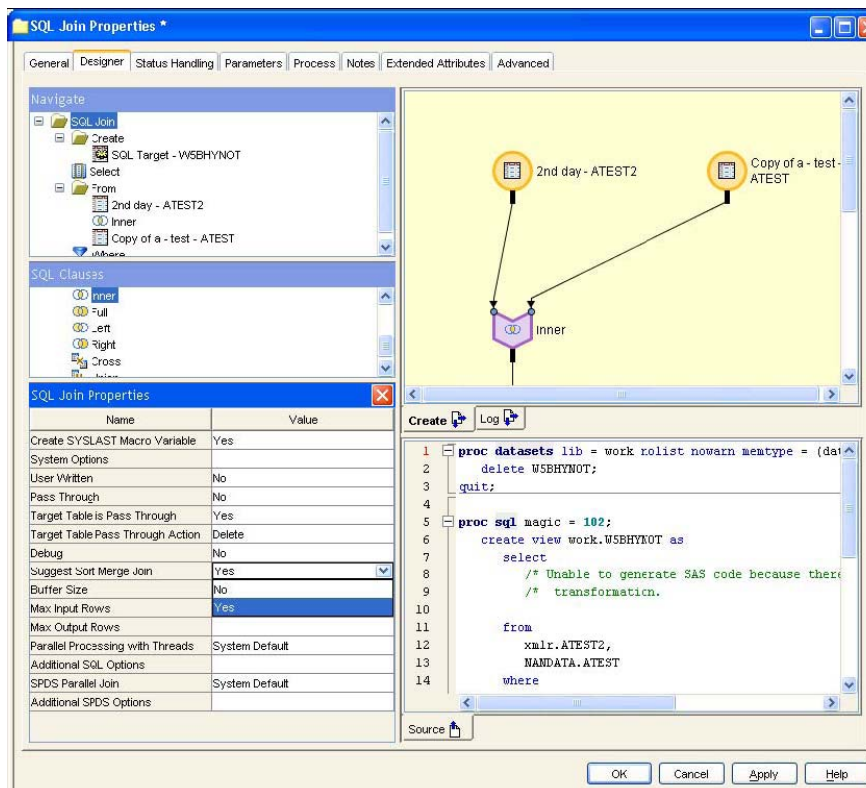 SQL Join Properties *
General Designer Status Handling Parameters Process Notes Extended Attributes Advanced
Navigate
SQL Join
Create
SQL Target - W5BHYNOT
Select
From
2nd day - ATEST2
Inner
Copy of a - test - ATEST
Where
SQL Clauses
Inner
Full
Left
Right
Cross
Union
SQL Join Properties
Name Value
Create SYSLAST Macro Variable Yes
System Options
User Written No
Pass Through No
Target Table is Pass Through Yes
Target Table Pass Through Action Delete
Debug No
Suggest Sort Merge Join Yes
Buffer Size No
Max Input Rows Yes
Max Output Rows
Parallel Processing with Threads System Default
Additional SQL Options
SPDS Parallel Join System Default
Additional SPDS Options
2nd day - ATEST2
Copy of a - test -
ATEST
Inner
Create Log
1 proc datasets lib = work nolist nowarn memtype = (dat
2 delete W5BHYNOT;
3 quit;
4
5 proc sql magic = 102;
6 create view work.W5BHYNOT as
7 select
8 /* Unable to generate SAS code because there
9 /* transformation.
10
11 from
12 xmlr.ATEST2,
13 NANDATA.ATEST
14 where
Source
OK Cancel Apply Help